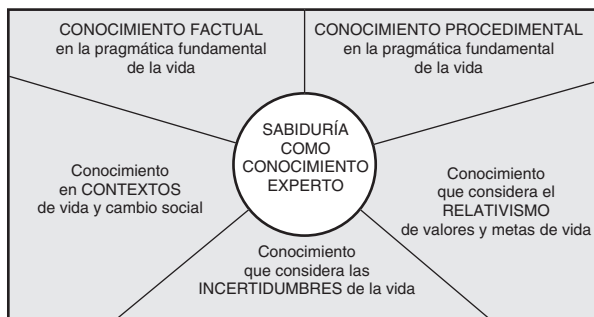 CONOCIMIENTO FACTUAL
en la pragmática fundamental
de la vida
CONOCIMIENTO PROCEDIMENTAL
en la pragmática fundamental
de la vida
SABIDURÍA
COMO
CONOCIMIENTO
EXPERTO
Conocimiento
en CONTEXTOS
de vida y cambio social
Conocimiento
que considera el
RELATIVISMO
de valores y metas de vida
Conocimiento
que considera las
INCERTIDUMBRES de la vida